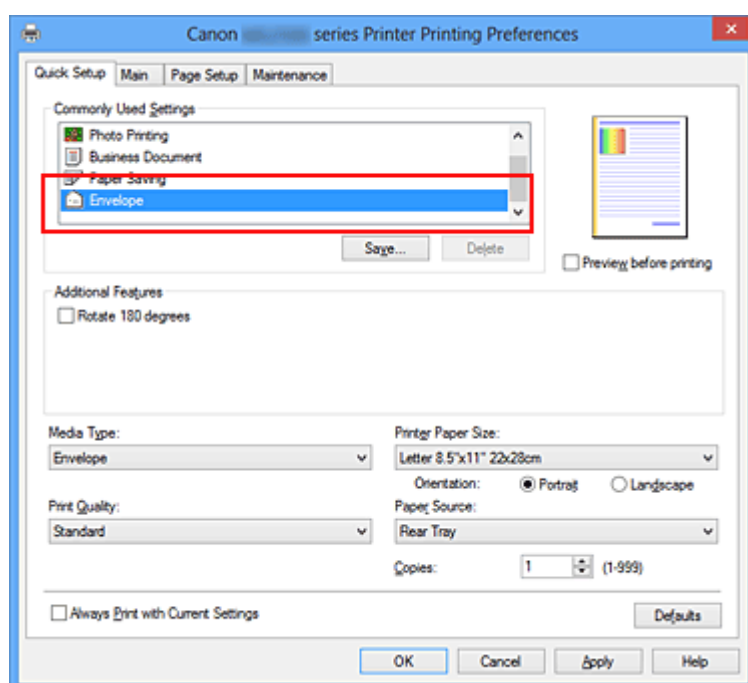 Canon series Printer Printing Preferences
Quick Setup Main Page Setup Maintenance
Commonly Used Settings
Photo Printing
Business Document
Paper Saving
Envelope
Save... Delete
Preview before printing
Additional Features
Rotate 180 degrees
Media Type: Printer Paper Size:
Envelope Letter 8.5"x11" 22x28cm
Orientation: Portrait Landscape
Print Quality: Paper Source:
Standard Rear Tray
Copies: 1 (1-999)
Always Print with Current Settings Defaults
OK Cancel Apply Help